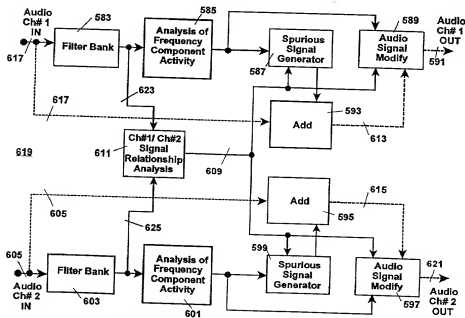 Audio
Ch# 1
IN
617
583
Filter Bank
585
Analysis of
Frequency
Component
Activity
Spurious
Signal
Generator
587
589
Audio
Signal
Modify
Audio
Ch# 1
OUT
591
623
617
593
Add
613
619
611
Ch#1/ Ch#2
Signal
Relationship
Analysis
609
605
625
Add
595
615
605
Audio
Ch# 2
IN
Filter Bank
603
Analysis of
Frequency
Component
Activity
601
599
Spurious
Signal
Generator
Audio
Signal
Modify
597
621
Audio
Ch# 2
OUT